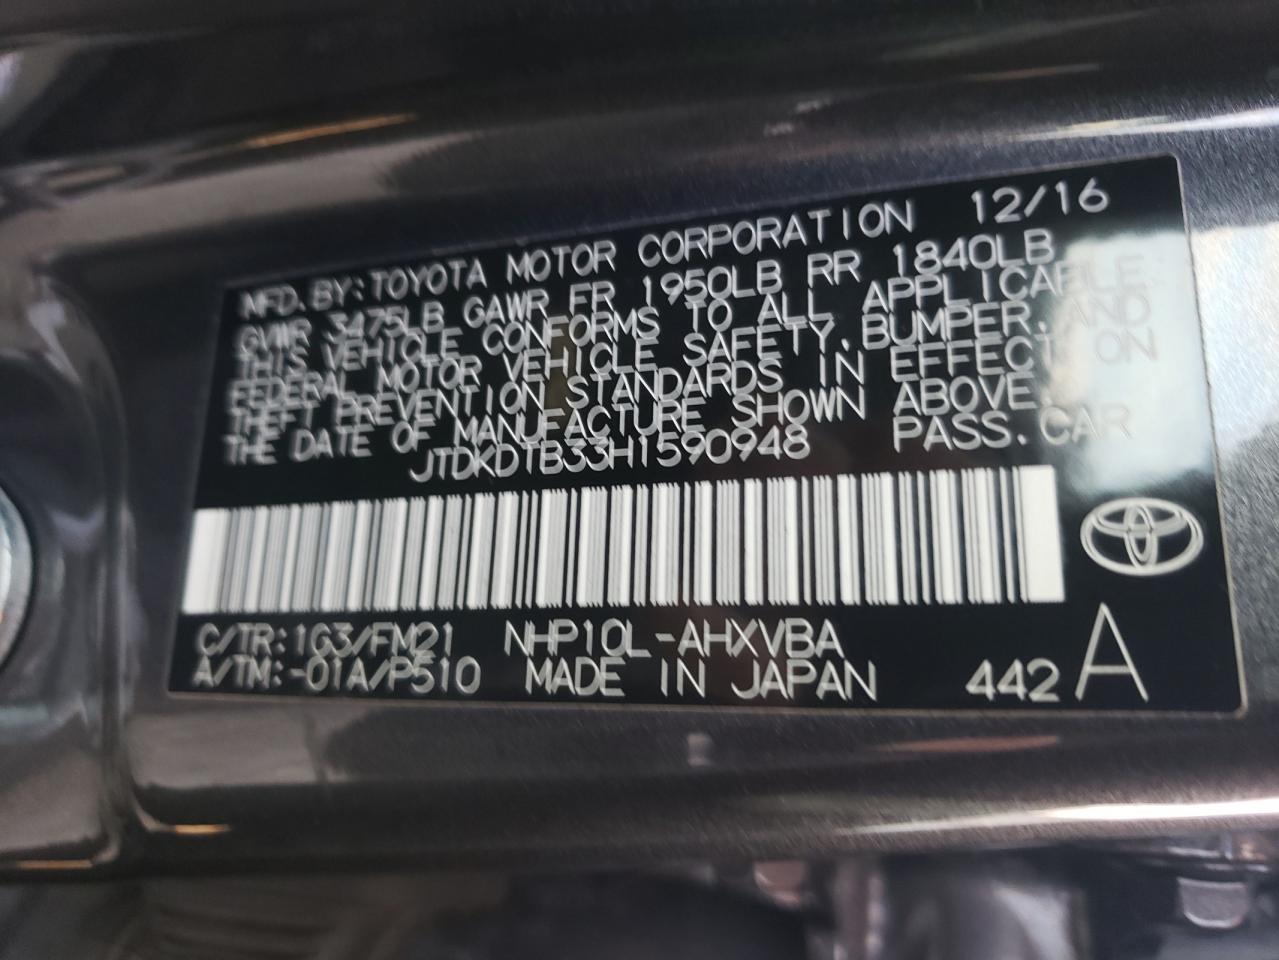 MFD.BY:TOYOTA MOTOR CORPORATION 12/16
GVWR 3475LB GAWR FR 1950LB RR 1840LB
THIS VEHICLE CONFORMS TO ALL APPLICABLE
FEDERAL MOTOR VEHICLE SAFETY,BUMPER,AND
THEFT PREVENTION STANDARDS IN EFFECT ON
THE DATE OF MANUFACTURE SHOWN ABOVE.
JTDKDTB33H1590948 PASS.CAR
C/TR:1G3/FM21 NHP10L-AHXVBA
A/TM:-01A/P510 MADE IN JAPAN 442 A